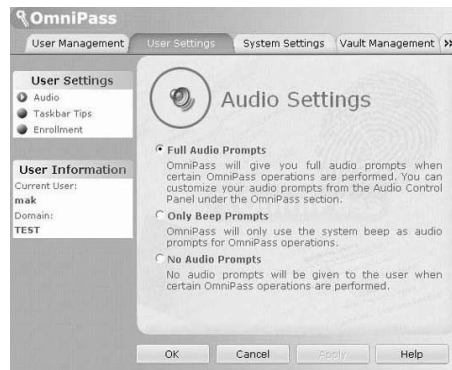 OmniPass
User Management User Settings System Settings Vault Management
User Settings
Audio
Taskbar Tips
Enrollment
User Information
Current User:
mak
Domain:
TEST
Audio Settings
Full Audio Prompts
OmniPass will give you full audio prompts when
certain OmniPass operations are performed. You can
customize your audio prompts from the Audio Control
Panel under the OmniPass section.
Only Beep Prompts
OmniPass will only use the system beep as audio
prompts for OmniPass operations.
No Audio Prompts
No audio prompts will be given to the user when
certain OmniPass operations are performed.
OK Cancel Apply Help